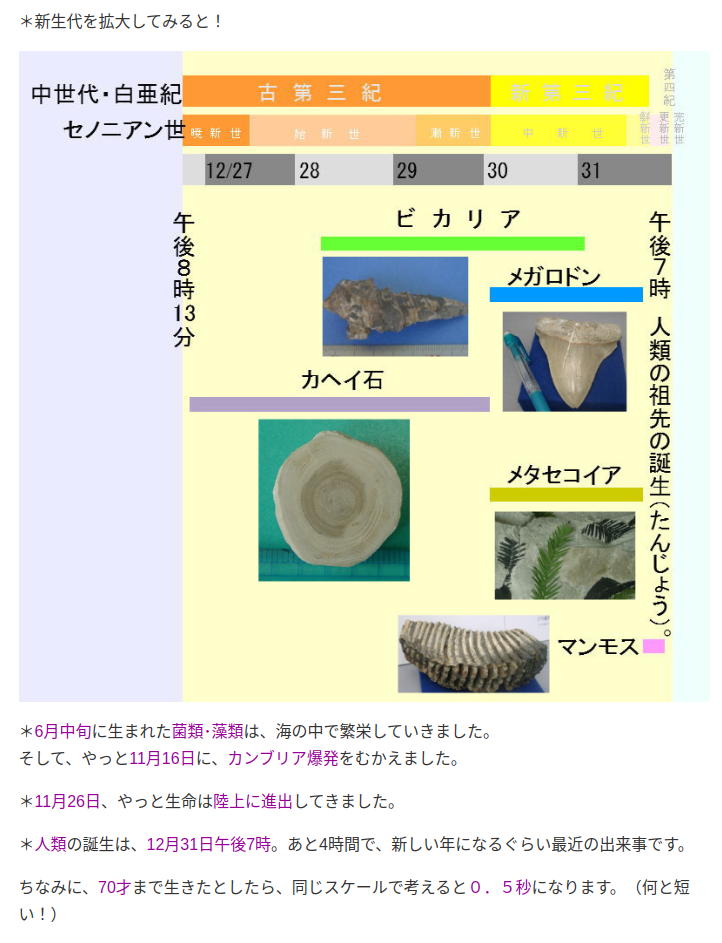 ＊新生代を拡大してみると！
中世代・白亜紀
古第三紀
新第三紀
第四紀
セノニアン世
暁新世
始新世
漸新世
中新世
鮮新世
更新世
完新世
12/27
28
29
30
31
午後８時13分
ビカリア
午後７時 人類の祖先の誕生（たんじょう）。
メガロドン
カヘイ石
メタセコイア
マンモス
＊6月中旬に生まれた菌類･藻類は、海の中で繁栄していきました。
そして、やっと11月16日に、カンブリア爆発をむかえました。
＊11月26日、やっと生命は陸上に進出してきました。
＊人類の誕生は、12月31日午後7時。あと4時間で、新しい年になるぐらい最近の出来事です。
ちなみに、70才まで生きたとしたら、同じスケールで考えると０．５秒になります。（何と短
い！）